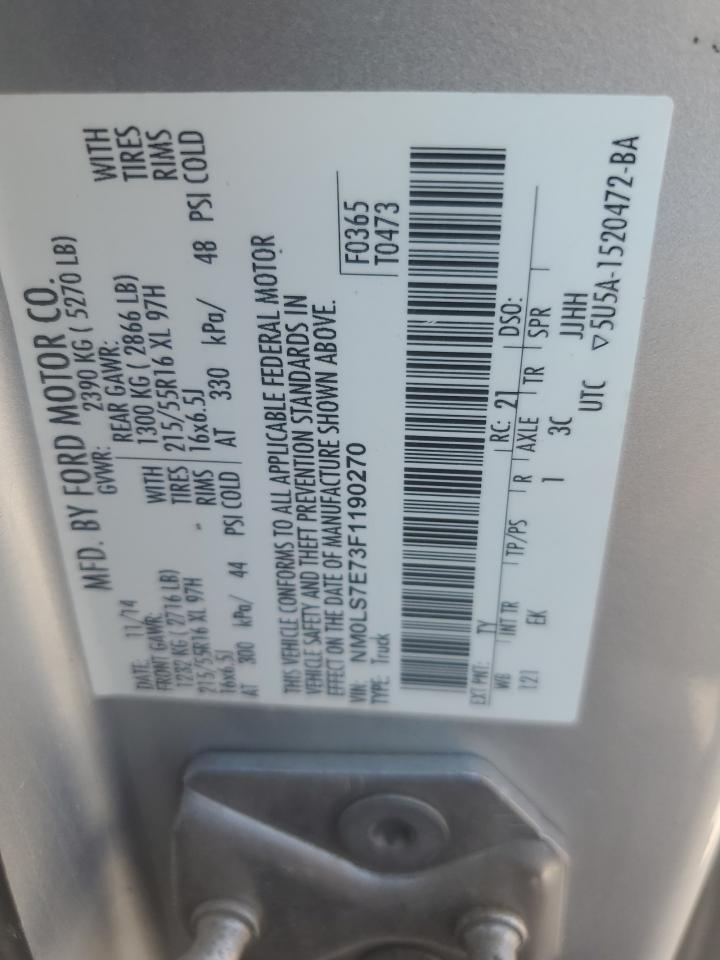 MFD. BY FORD MOTOR CO.
DATE: 11/14 GVWR: 2390 KG ( 5270 LB)
FRONT GAWR: REAR GAWR:
1232 KG ( 2716 LB) WITH 1300 KG ( 2866 LB) WITH
215/55R16 XL 97H TIRES 215/55R16 XL 97H TIRES
16x6.5J RIMS 16x6.5J RIMS
AT 300 kPa/ 44 PSI COLD AT 330 kPa/ 48 PSI COLD
THIS VEHICLE CONFORMS TO ALL APPLICABLE FEDERAL MOTOR
VEHICLE SAFETY AND THEFT PREVENTION STANDARDS IN
EFFECT ON THE DATE OF MANUFACTURE SHOWN ABOVE.
VIN: NM0LS7E73F1190270 F0365
TYPE: Truck T0473
EXT PNT: TY RC: 21 DSO:
WB INT TR TP/PS R AXLE TR SPR
121 EK 1 3C JJHH
UTC ▽5U5A-1520472-BA